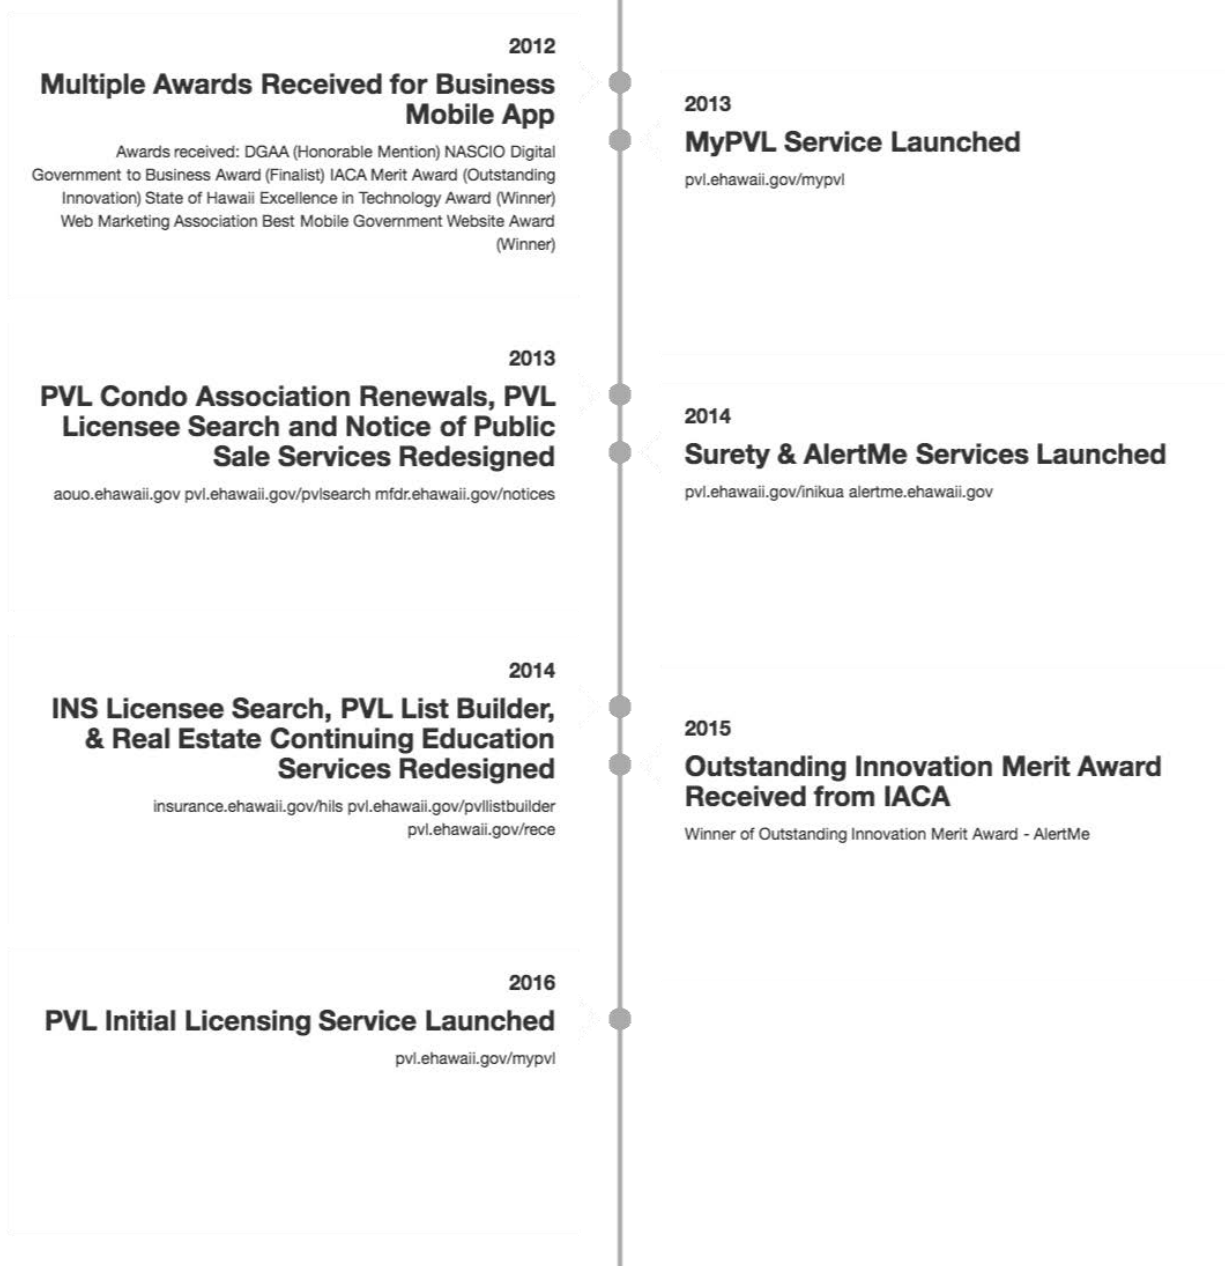 2012
Multiple Awards Received for Business
Mobile App
Awards received: DGAA (Honorable Mention) NASCIO Digital
Government to Business Award (Finalist) IACA Merit Award (Outstanding
Innovation) State of Hawaii Excellence in Technology Award (Winner)
Web Marketing Association Best Mobile Government Website Award
(Winner)
2013
MyPVL Service Launched
pvl.ehawaii.gov/mypvl
2013
PVL Condo Association Renewals, PVL
Licensee Search and Notice of Public
Sale Services Redesigned
aouo.ehawaii.gov pvl.ehawaii.gov/pvlsearch mfdr.ehawaii.gov/notices
2014
Surety & AlertMe Services Launched
pvl.ehawaii.gov/inikua alertme.ehawaii.gov
2014
INS Licensee Search, PVL List Builder,
& Real Estate Continuing Education
Services Redesigned
insurance.ehawaii.gov/hils pvl.ehawaii.gov/pvllistbuilder
pvl.ehawaii.gov/rece
2015
Outstanding Innovation Merit Award
Received from IACA
Winner of Outstanding Innovation Merit Award - AlertMe
2016
PVL Initial Licensing Service Launched
pvl.ehawaii.gov/mypvl